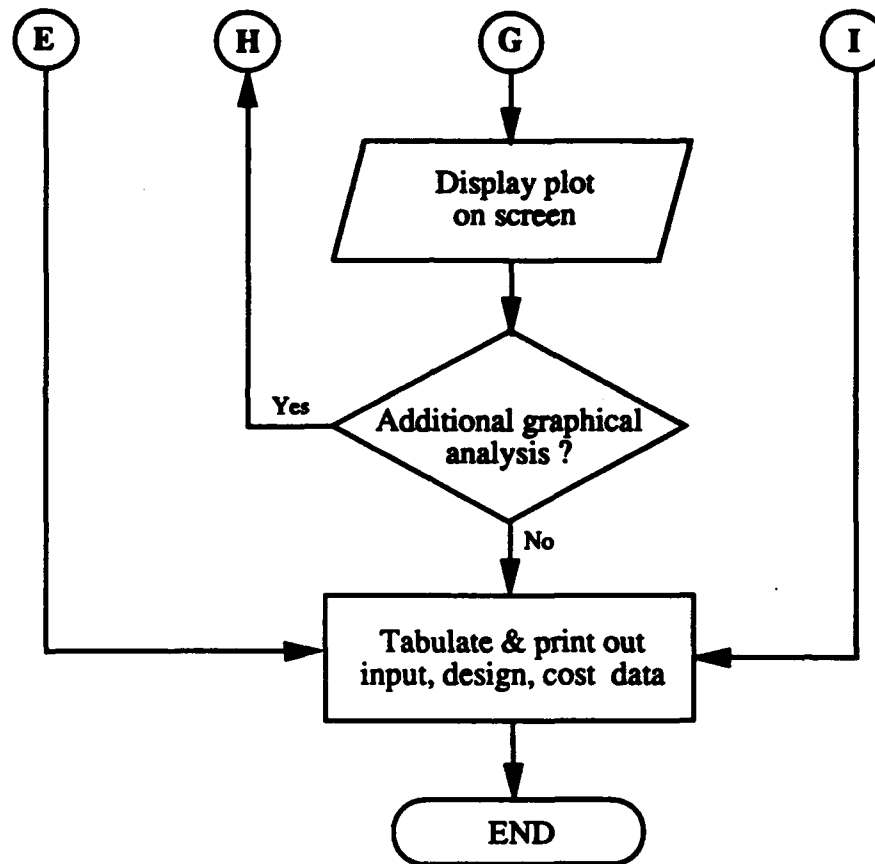 E
H
G
I
Display plot
on screen
Yes
Additional graphical
analysis ?
No
Tabulate & print out
input, design, cost data
END